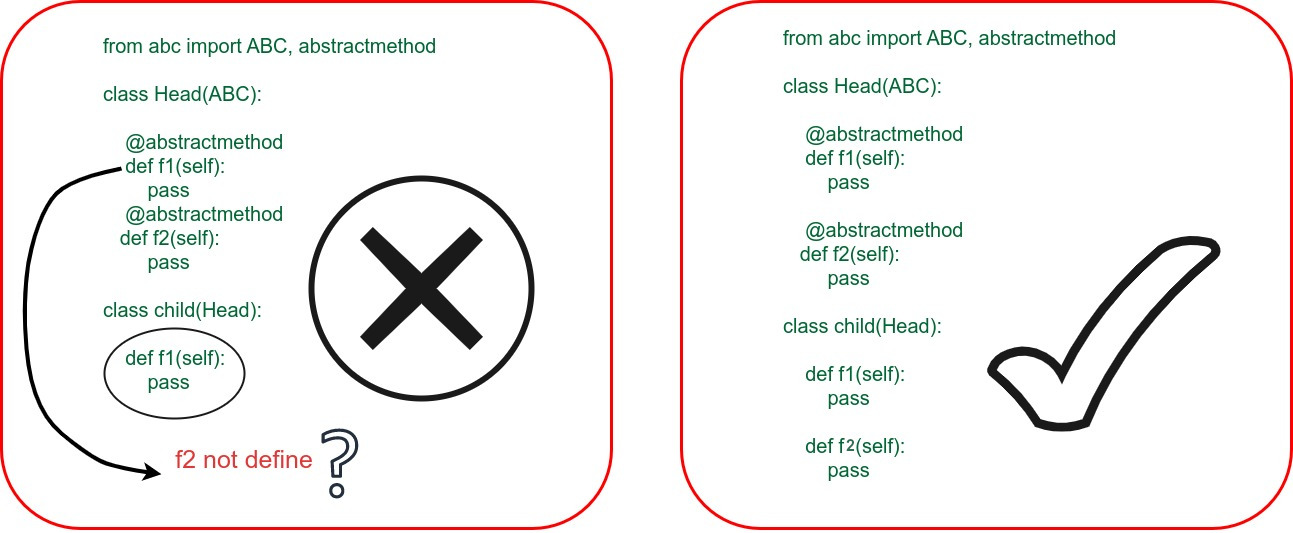 from abc import ABC, abstractmethod
class Head(ABC):
@abstractmethod
def f1(self):
pass
@abstractmethod
def f2(self):
pass
class child(Head):
def f1(self):
pass
f2 not define ?
from abc import ABC, abstractmethod
class Head(ABC):
@abstractmethod
def f1(self):
pass
@abstractmethod
def f2(self):
pass
class child(Head):
def f1(self):
pass
def f2(self):
pass